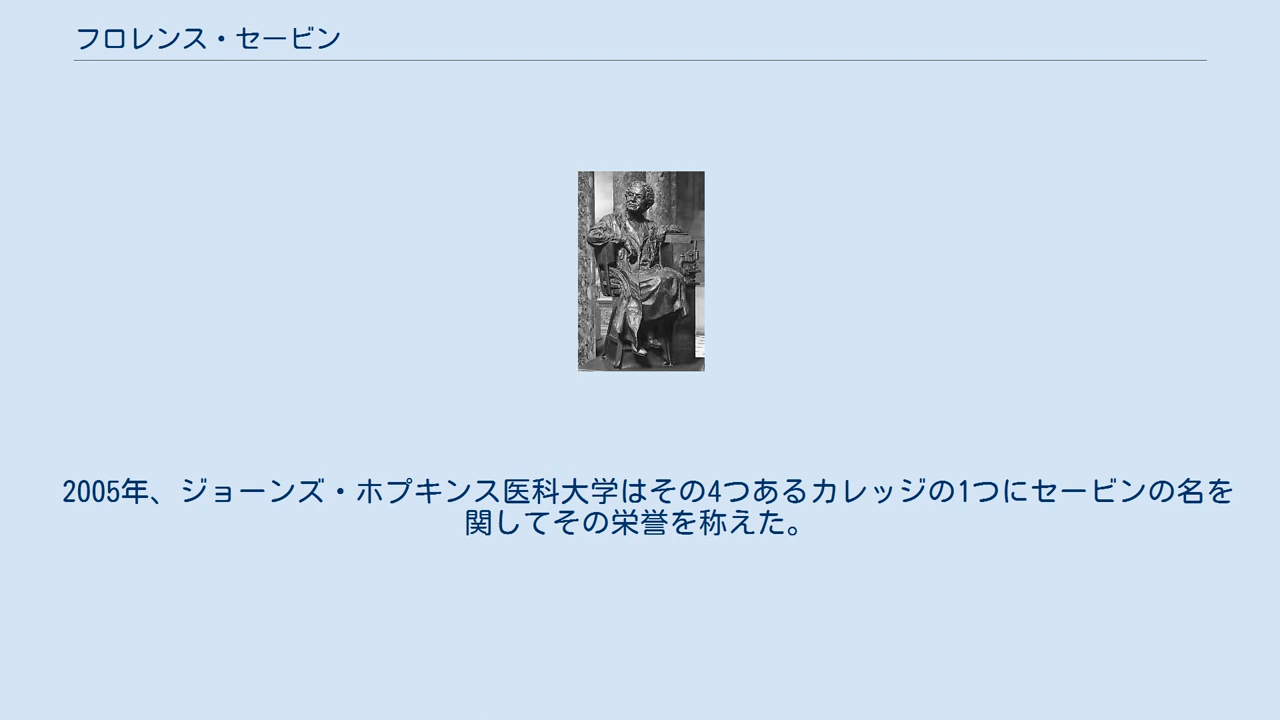 フロレンス・セービン
2005年、ジョーンズ・ホプキンス医科大学はその4つあるカレッジの1つにセービンの名を
関してその栄誉を称えた。